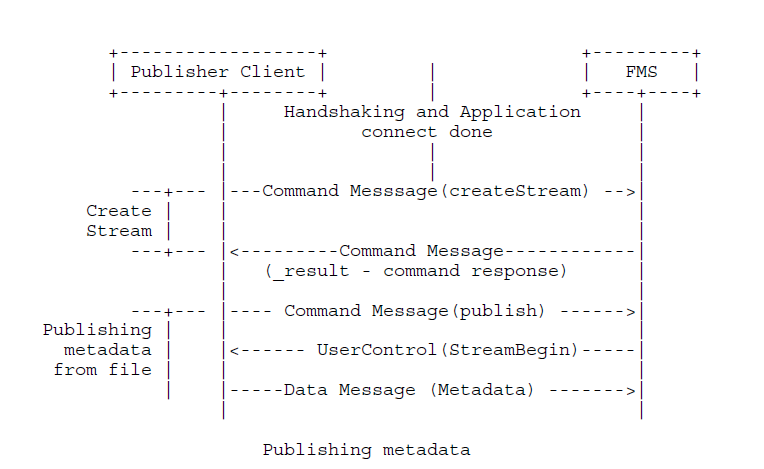 +------------------+                        +---------+
| Publisher Client |         |              |   FMS   |
+---------+--------+         |              +----+----+
          |     Handshaking and Application     |
          |            connect done             |
          |                  |                  |
          |                  |                  |
---+--- |---Command Messsage(createStream) -->|
Create |   |                                     |
Stream |   |                                     |
---+--- |<---------Command Message------------|
          |   (_result - command response)      |
          |                                     |
---+--- |---- Command Message(publish) ------>|
Publishing |   |                                     |
metadata |   |<------ UserControl(StreamBegin)-----|
from file |   |                                     |
|   |-----Data Message (Metadata) ------->|
          |                                     |
Publishing metadata